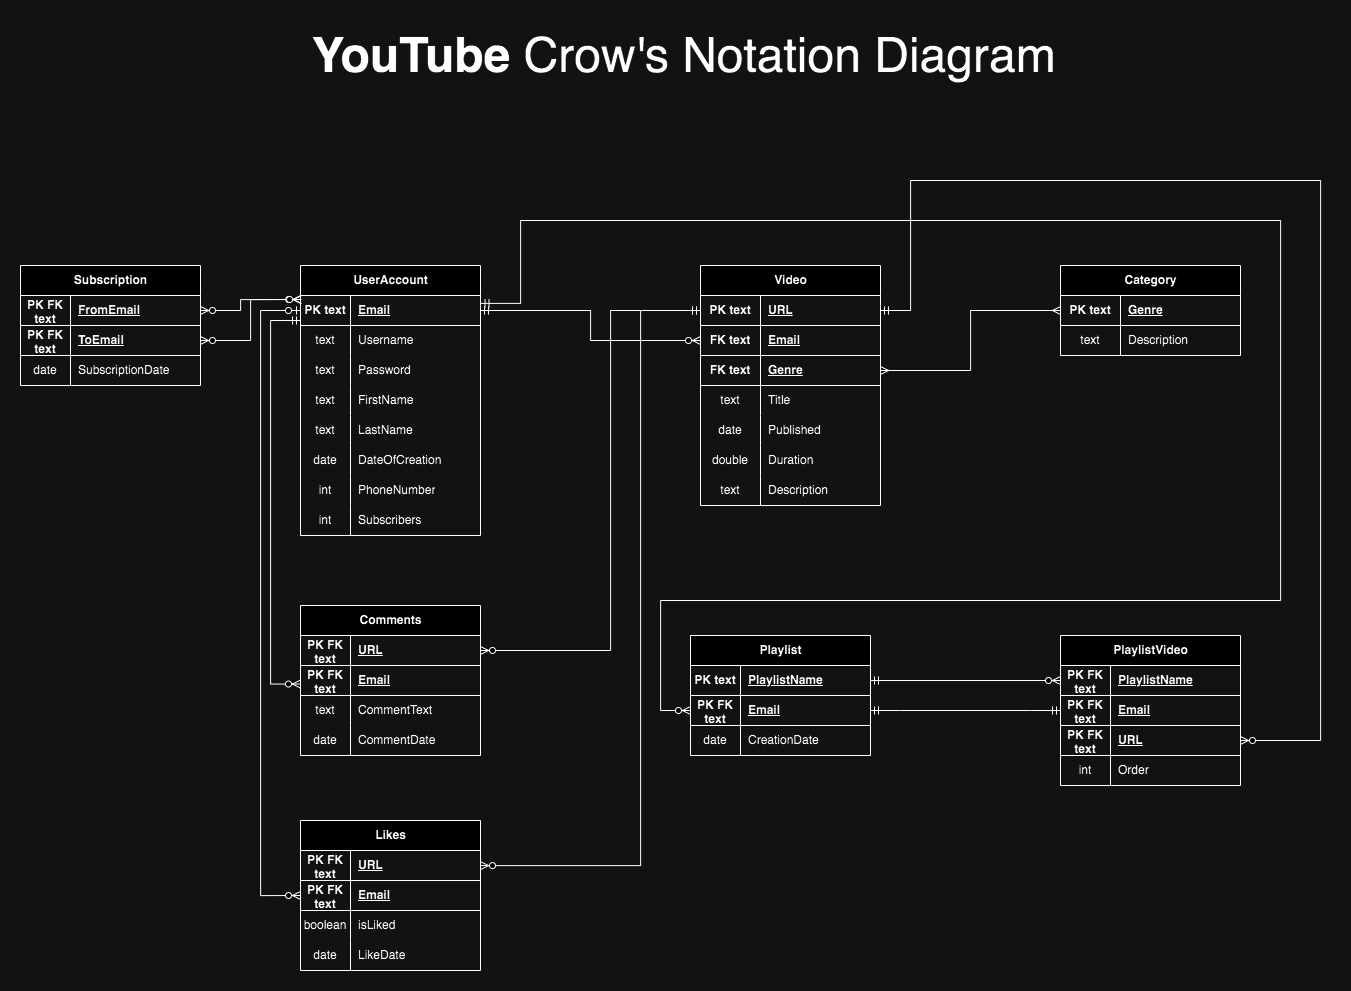 YouTube Crow's Notation Diagram
Subscription
PK FK
text
FromEmail
PK FK
text
ToEmail
date SubscriptionDate
UserAccount
PK text Email
text Username
text Password
text FirstName
text LastName
date DateOfCreation
int PhoneNumber
int Subscribers
Video
PK text URL
FK text Email
FK text Genre
text Title
date Published
double Duration
text Description
Category
PK text Genre
text Description
Comments
PK FK
text
URL
PK FK
text
Email
text CommentText
date CommentDate
Playlist
PK text PlaylistName
PK FK
text
Email
date CreationDate
PlaylistVideo
PK FK
text
PlaylistName
PK FK
text
Email
PK FK
text
URL
int Order
Likes
PK FK
text
URL
PK FK
text
Email
boolean isLiked
date LikeDate